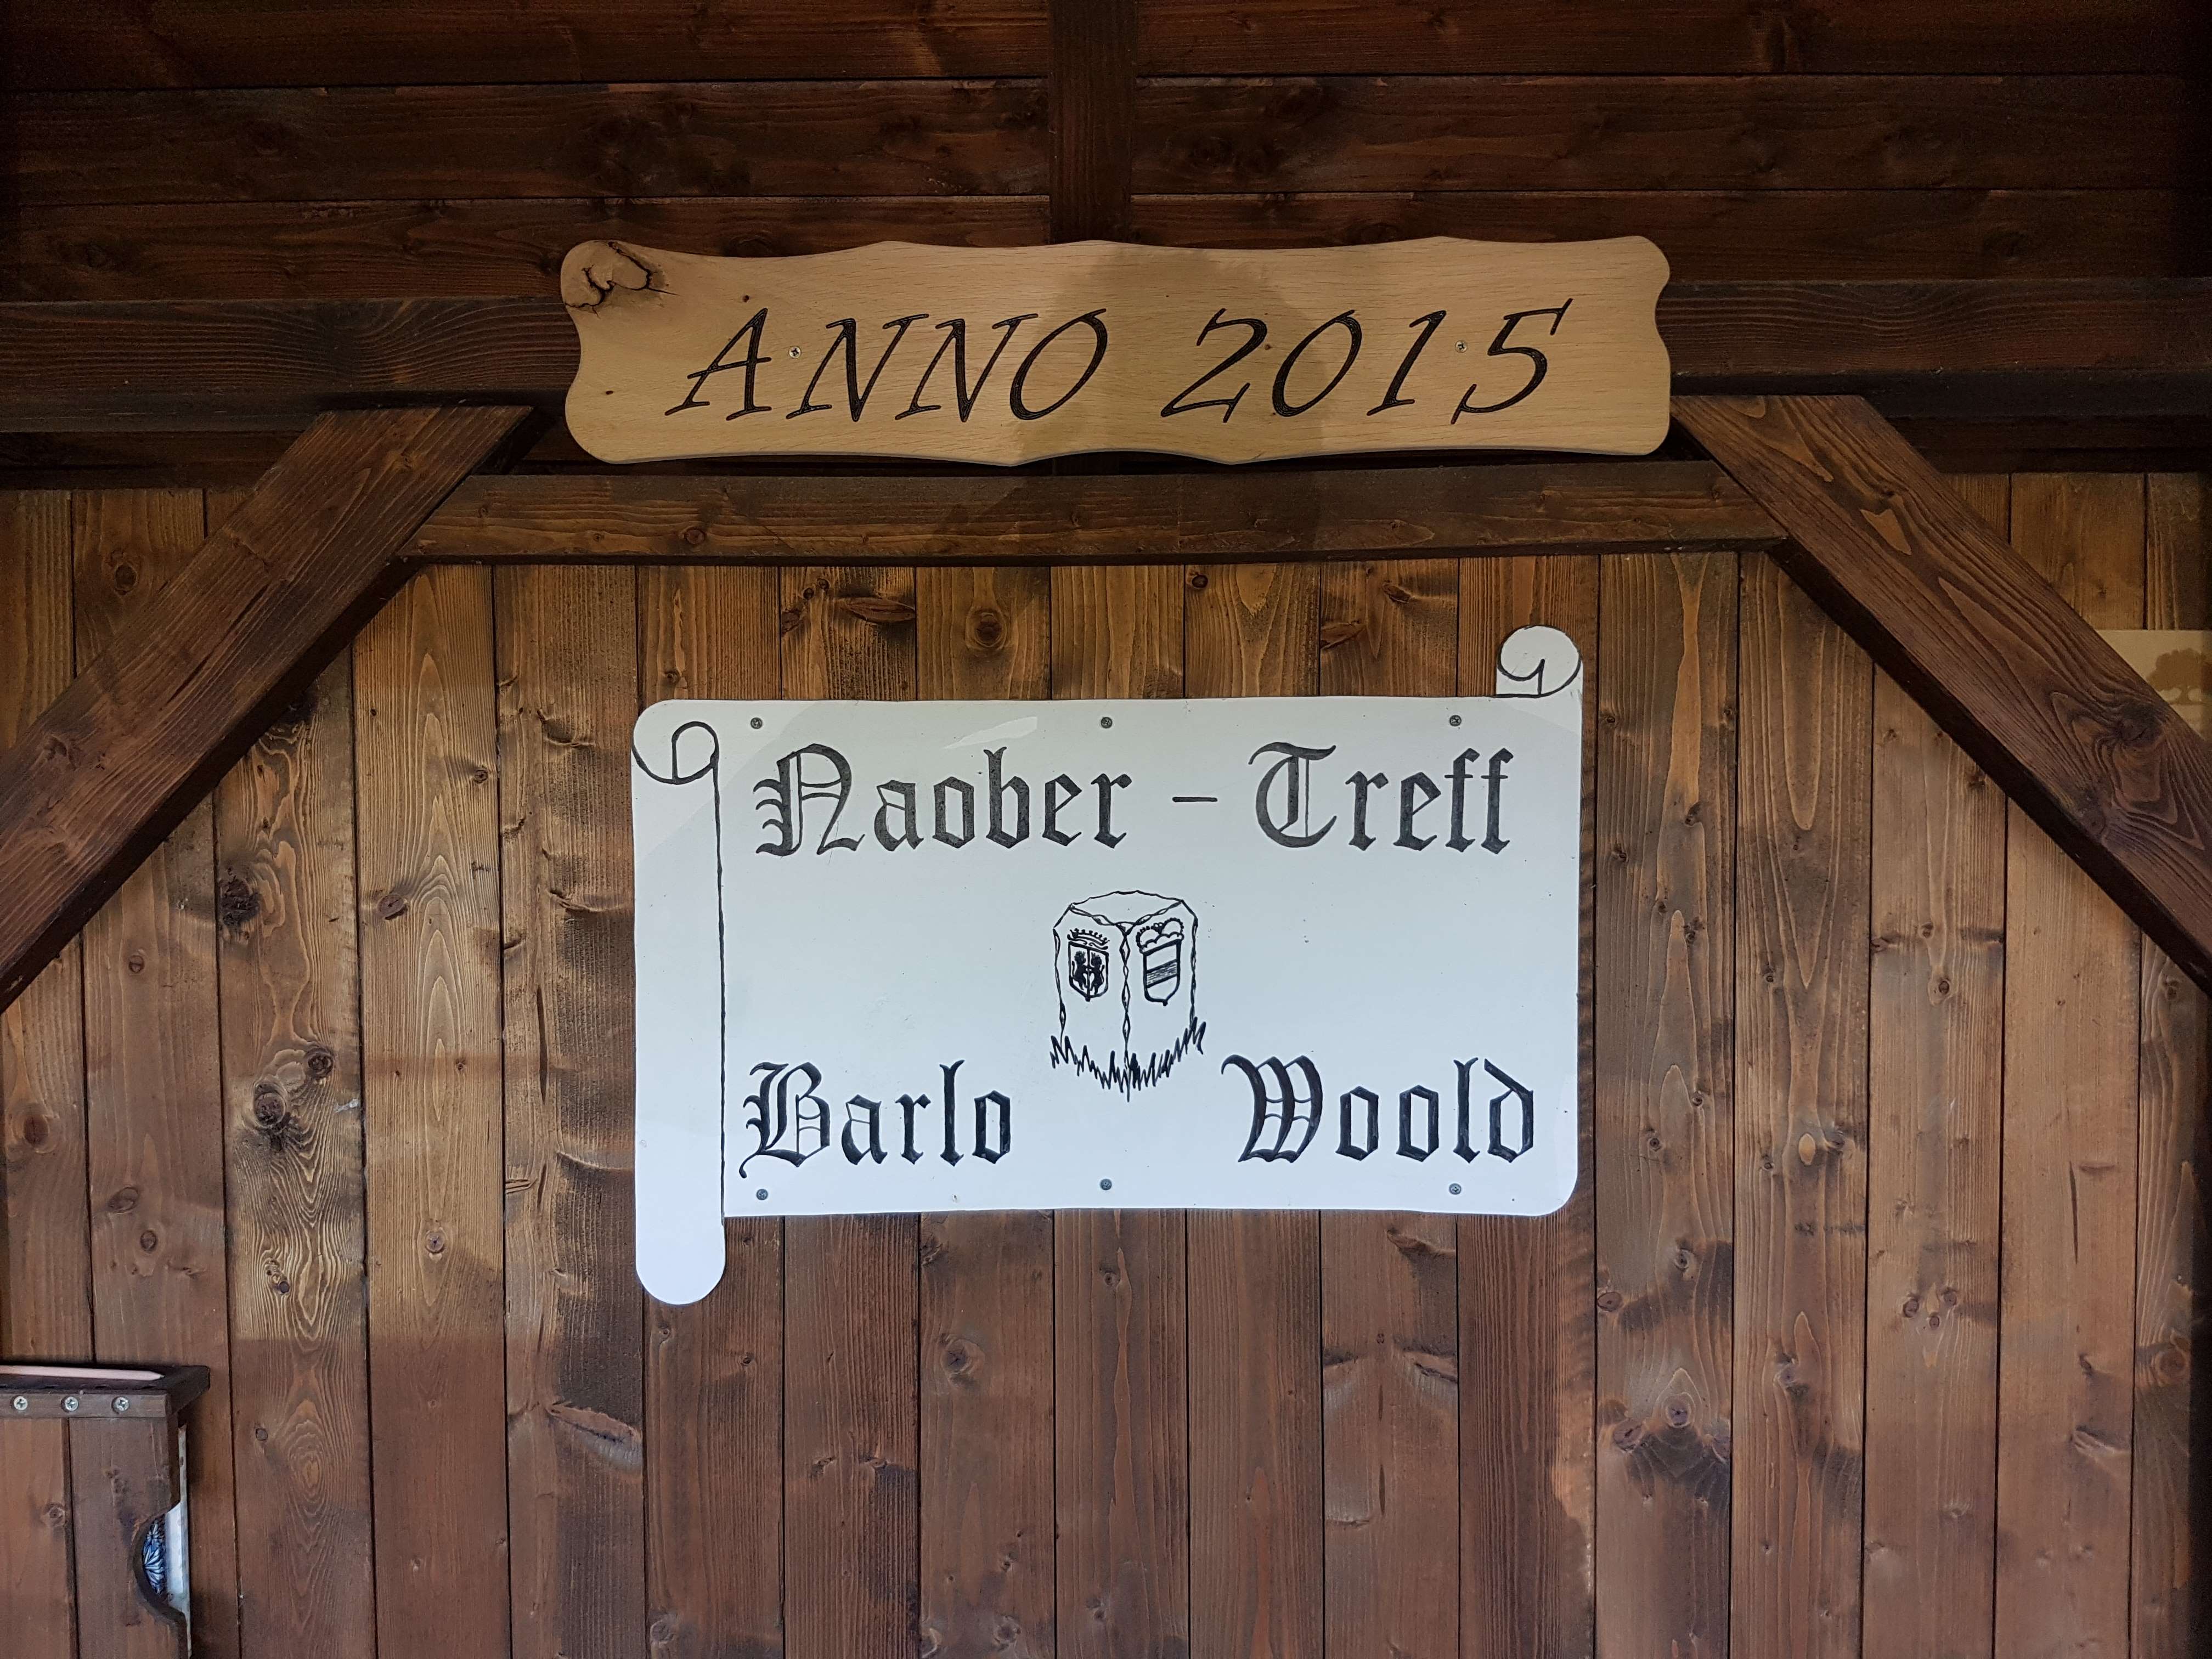 ANNO 2015
Naober - Treff
Barlo Woold